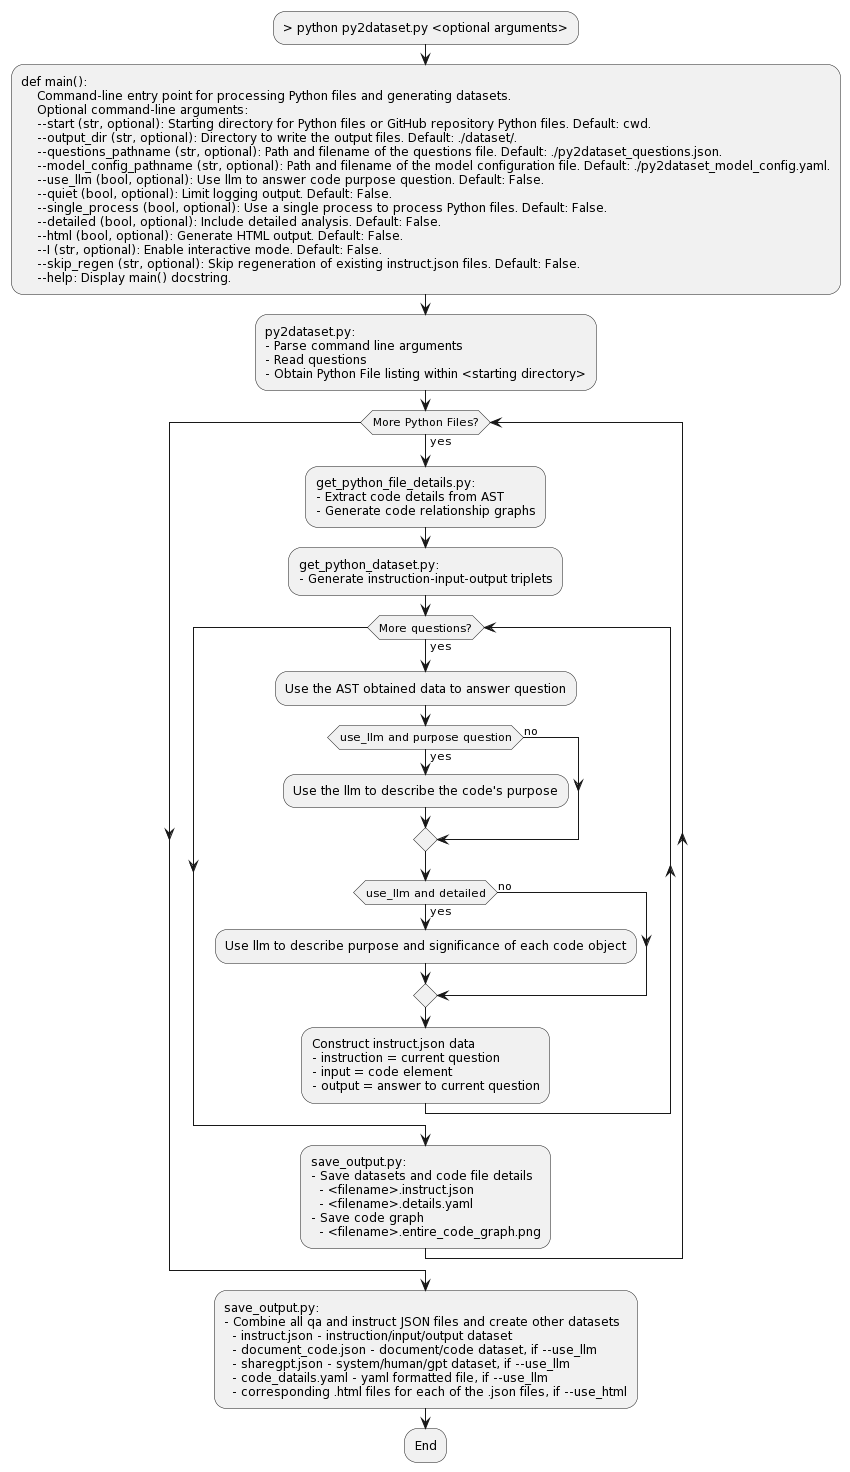 > python py2dataset.py <optional arguments>
def main():
Command-line entry point for processing Python files and generating datasets.
Optional command-line arguments:
--start (str, optional): Starting directory for Python files or GitHub repository Python files. Default: cwd.
--output_dir (str, optional): Directory to write the output files. Default: ./dataset/.
--questions_pathname (str, optional): Path and filename of the questions file. Default: ./py2dataset_questions.json.
--model_config_pathname (str, optional): Path and filename of the model configuration file. Default: ./py2dataset_model_config.yaml.
--use_llm (bool, optional): Use llm to answer code purpose question. Default: False.
--quiet (bool, optional): Limit logging output. Default: False.
--single_process (bool, optional): Use a single process to process Python files. Default: False.
--detailed (bool, optional): Include detailed analysis. Default: False.
--html (bool, optional): Generate HTML output. Default: False.
--I (str, optional): Enable interactive mode. Default: False.
--skip_regen (str, optional): Skip regeneration of existing instruct.json files. Default: False.
--help: Display main() docstring.
py2dataset.py:
- Parse command line arguments
- Read questions
- Obtain Python File listing within <starting directory>
More Python Files?
yes
get_python_file_details.py:
- Extract code details from AST
- Generate code relationship graphs
get_python_dataset.py:
- Generate instruction-input-output triplets
More questions?
yes
Use the AST obtained data to answer question
use_llm and purpose question
no
yes
Use the llm to describe the code's purpose
use_llm and detailed
no
yes
Use llm to describe purpose and significance of each code object
Construct instruct.json data
- instruction = current question
- input = code element
- output = answer to current question
save_output.py:
- Save datasets and code file details
- <filename>.instruct.json
- <filename>.details.yaml
- Save code graph
- <filename>.entire_code_graph.png
save_output.py:
- Combine all qa and instruct JSON files and create other datasets
- instruct.json - instruction/input/output dataset
- document_code.json - document/code dataset, if --use_llm
- sharegpt.json - system/human/gpt dataset, if --use_llm
- code_datails.yaml - yaml formatted file, if --use_llm
- corresponding .html files for each of the .json files, if --use_html
End